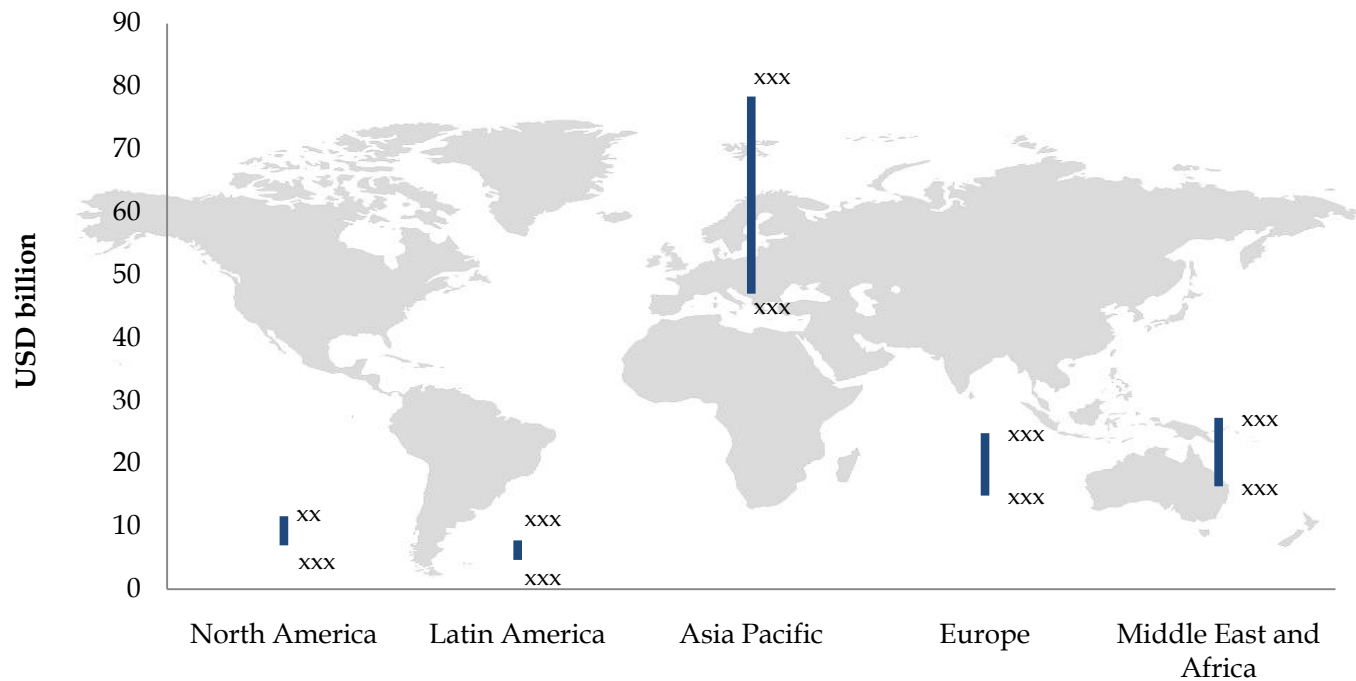 90
80
70
60
50
40
30
20
10
0
USD billion
xxx
xxx
xxx
xxx
xxx
xxx
xx
xxx
xxx
xxx
North America
Latin America
Asia Pacific
Europe
Middle East and
Africa